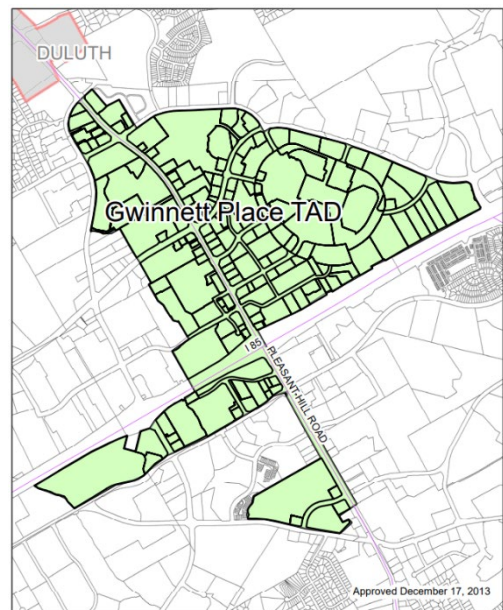 DULUTH
Gwinnett Place TAD
I 85
PLEASANT HILL ROAD
Approved December 17, 2013